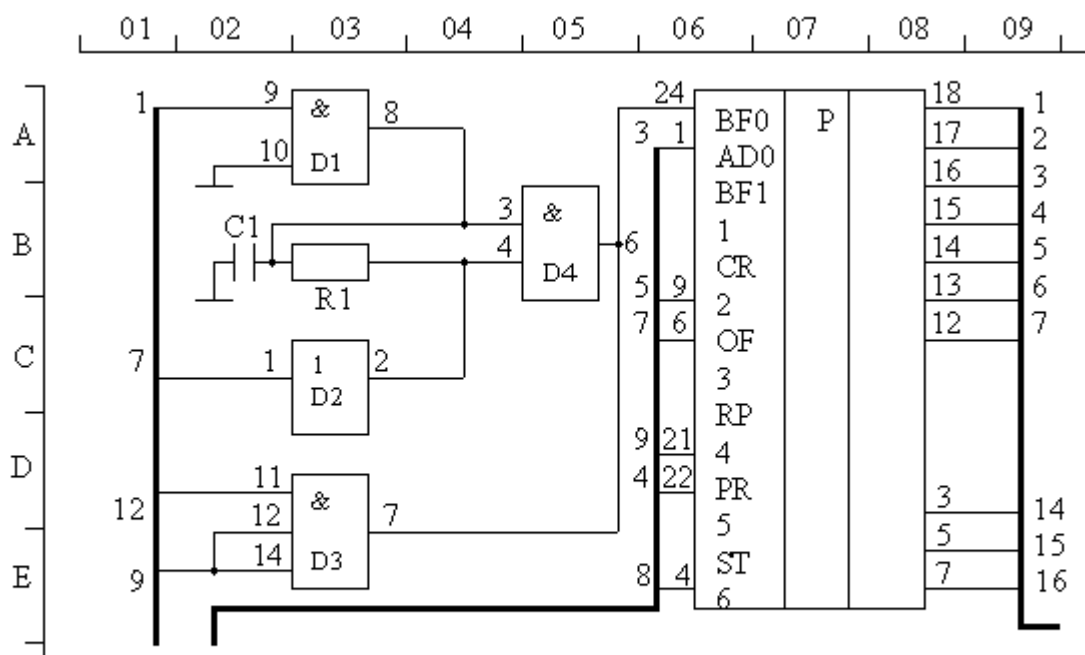 01 02 03 04 05 06 07 08 09
A
B
C
D
E
1
7
12
9
9
10
&
D1
8
C1
R1
3
4
&
D4
6
1
1
D2
2
11
12
14
&
D3
7
24
3 1
5 9
7 6
9 21
4 22
8 4
BF0
AD0
BF1
1
CR
2
OF
3
RP
4
PR
5
ST
6
P
18 1
17 2
16 3
15 4
14 5
13 6
12 7
3 14
5 15
7 16